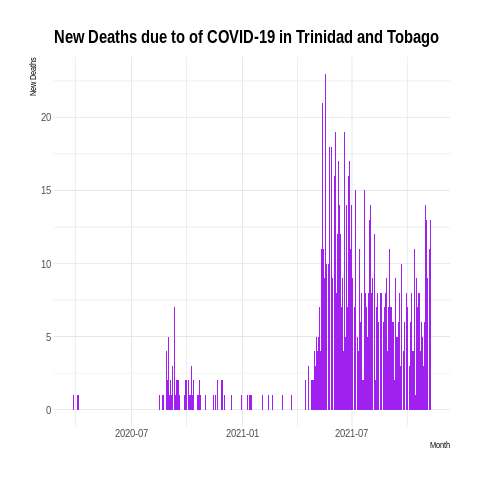 New Deaths due to of COVID-19 in Trinidad and Tobago
New Deaths
20
15
10
5
0
2020-07
2021-01
2021-07
Month